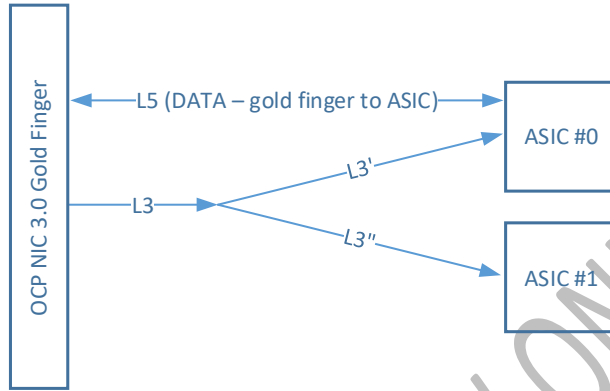 OCP NIC 3.0 Gold Finger
L5 (DATA – gold finger to ASIC)
ASIC #0
L3'
L3
L3"
ASIC #1